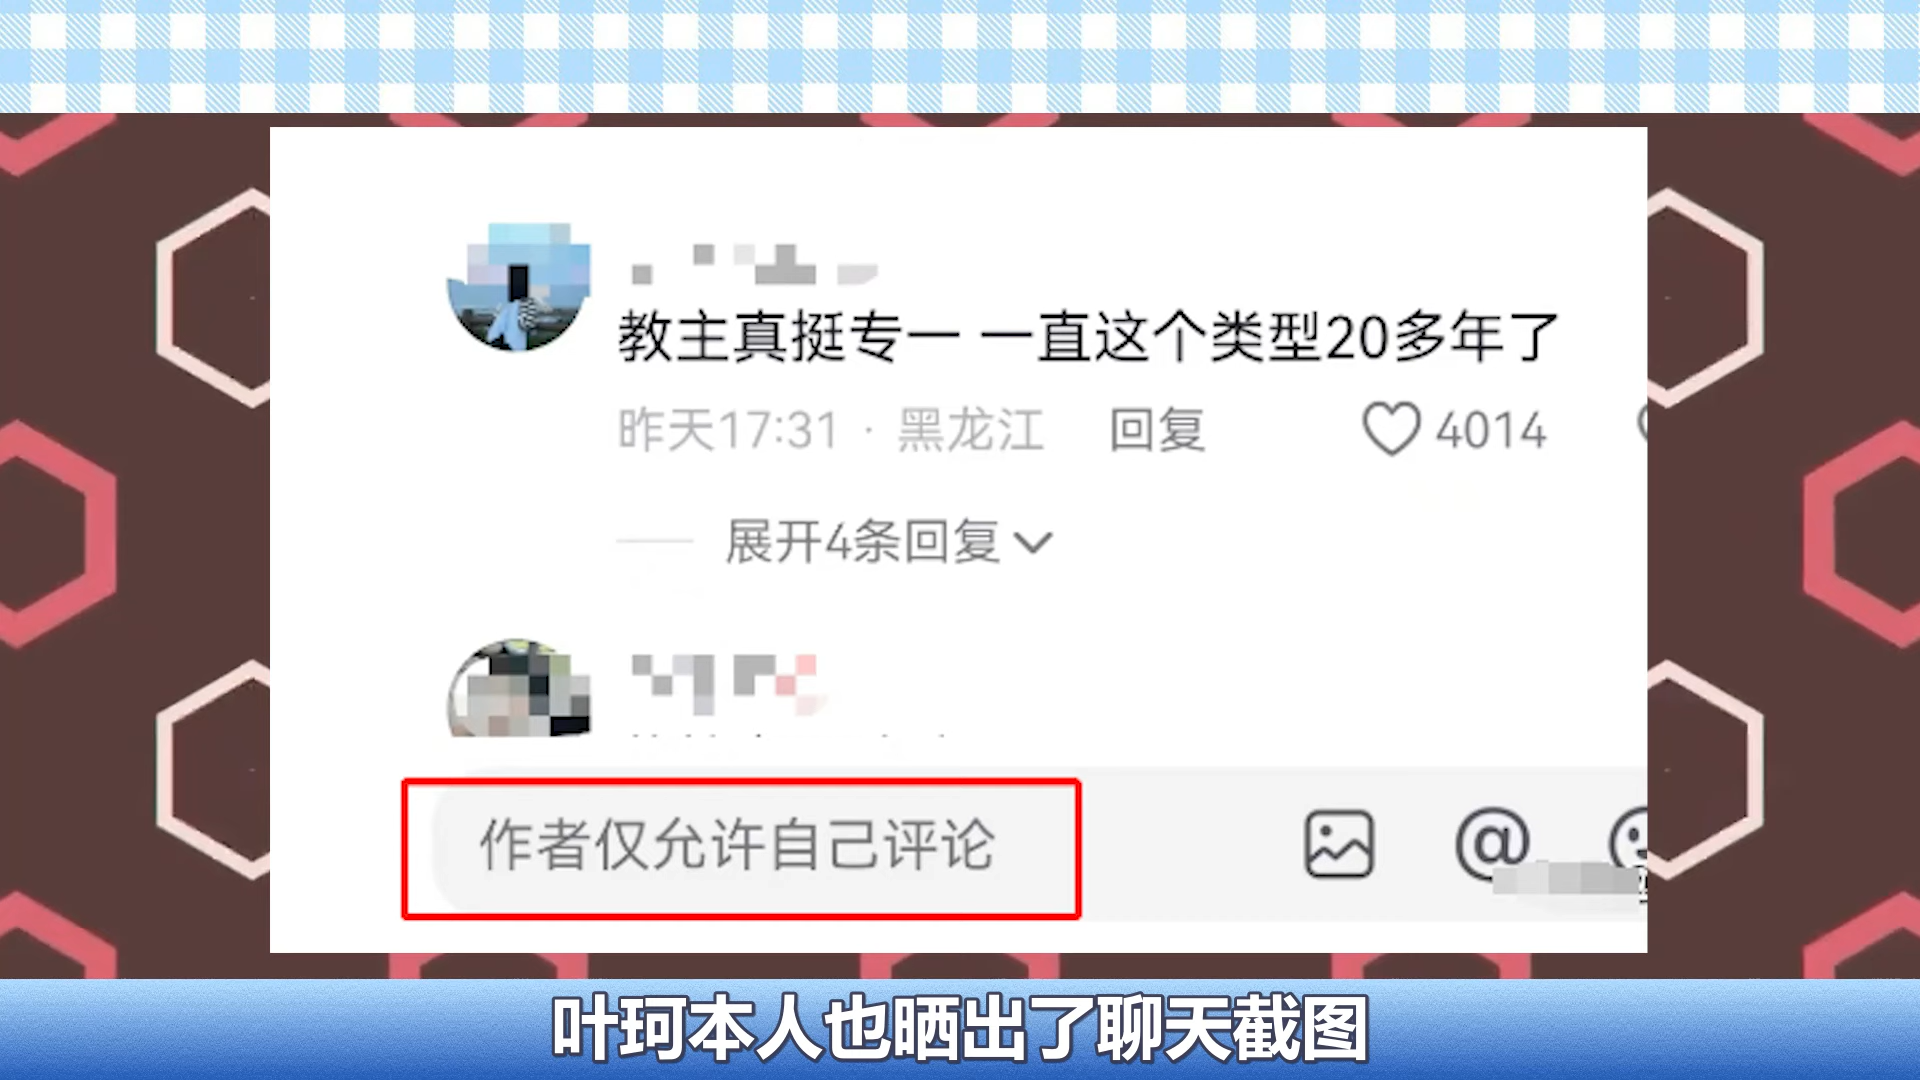 教主真挺专一 一直这个类型20多年了
昨天17:31 · 黑龙江 回复 4014
展开4条回复
作者仅允许自己评论
@
叶珂本人也晒出了聊天截图